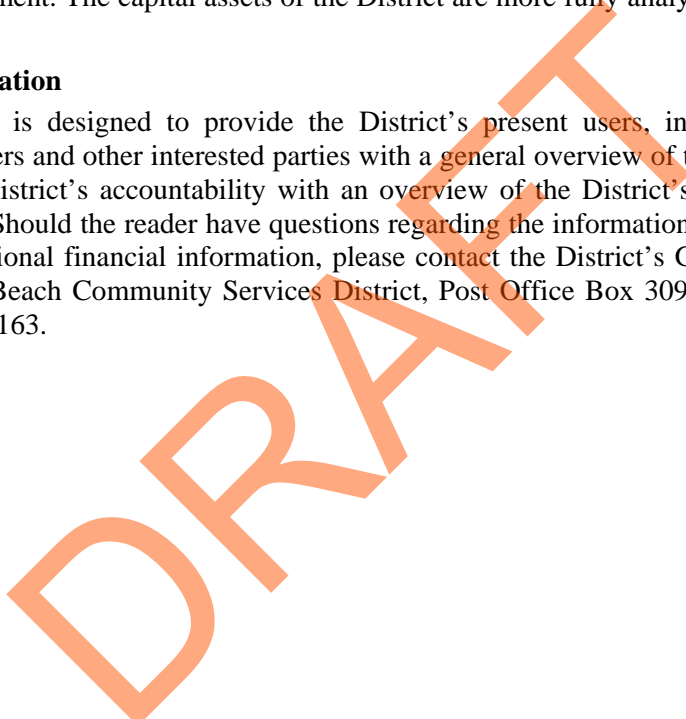 ment. The capital assets of the District are more fully analy
ation
is designed to provide the District’s present users, in
ers and other interested parties with a general overview of t
istrict’s accountability with an overview of the District’s
Should the reader have questions regarding the information
ional financial information, please contact the District’s G
Beach Community Services District, Post Office Box 309
163.
DRAFT